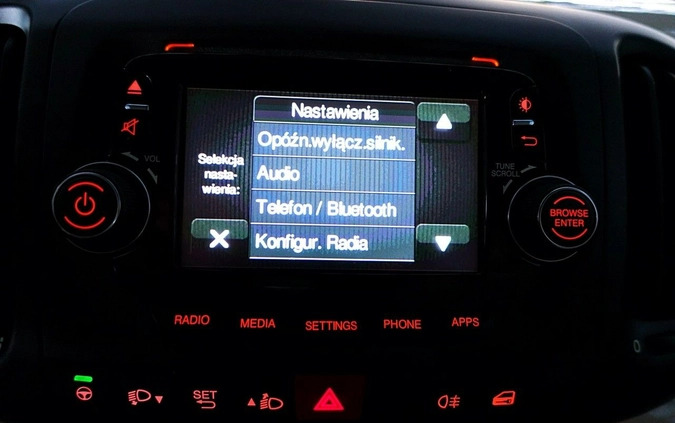 Nastawienia
Opóźn.wyłącz.silnik.
Selekcja
nasta-
wienia:
Audio
Telefon / Bluetooth
Konfigur. Radia
VOL
TUNE
SCROLL
BROWSE
ENTER
RADIO
MEDIA
SETTINGS
PHONE
APPS
SET
0